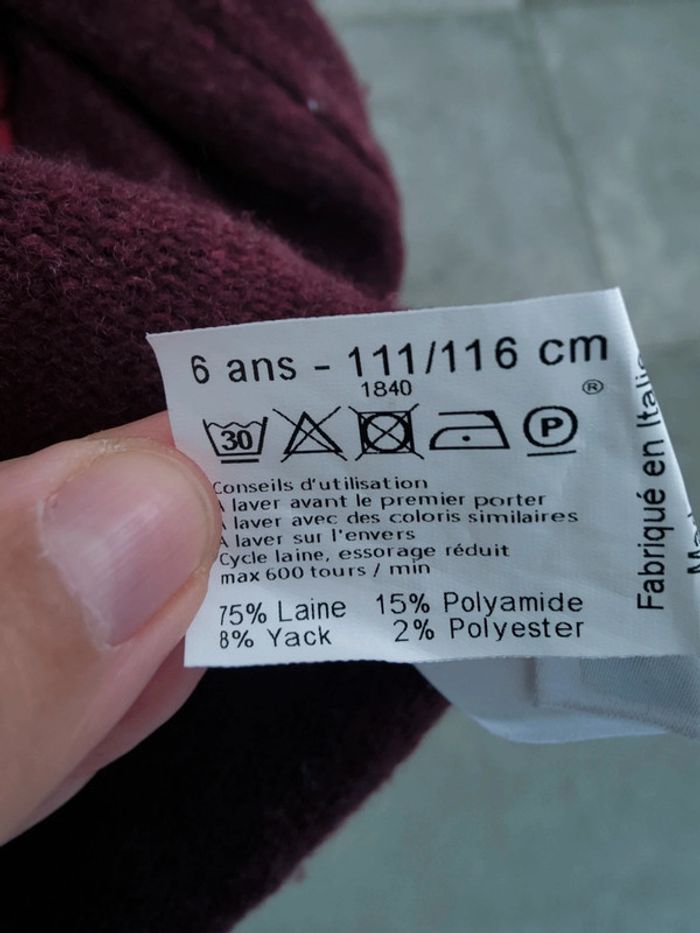 6 ans - 111/116 cm
1840
®
30
P
Conseils d'utilisation
A laver avant le premier porter
A laver avec des coloris similaires
A laver sur l'envers
Cycle laine, essorage réduit
max 600 tours / min
75% Laine 15% Polyamide
8% Yack 2% Polyester
Fabriqué en Italie